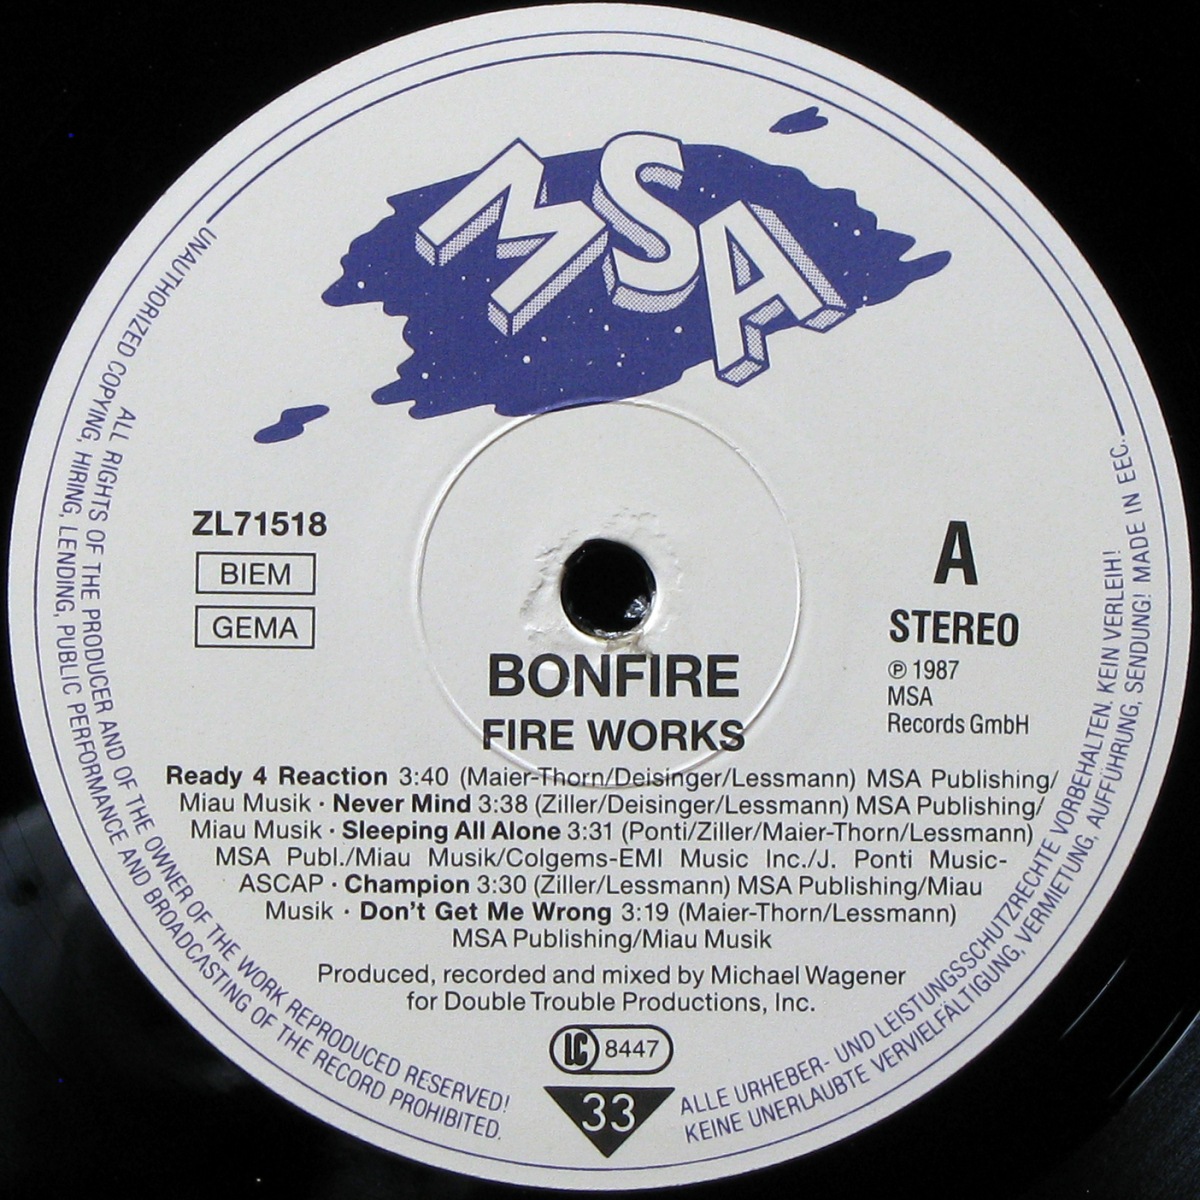 MSA
ZL71518
BIEM
GEMA
A
STEREO
℗ 1987
MSA
Records GmbH
BONFIRE
FIRE WORKS
Ready 4 Reaction 3:40 (Maier-Thorn/Deisinger/Lessmann) MSA Publishing/
Miau Musik · Never Mind 3:38 (Ziller/Deisinger/Lessmann) MSA Publishing/
Miau Musik · Sleeping All Alone 3:31 (Ponti/Ziller/Maier-Thorn/Lessmann)
MSA Publ./Miau Musik/Colgems-EMI Music Inc./J. Ponti Music-
ASCAP · Champion 3:30 (Ziller/Lessmann) MSA Publishing/Miau
Musik · Don't Get Me Wrong 3:19 (Maier-Thorn/Lessmann)
MSA Publishing/Miau Musik
Produced, recorded and mixed by Michael Wagener
for Double Trouble Productions, Inc.
LC 8447
33
ALL RIGHTS OF THE PRODUCER AND OF THE OWNER OF THE WORK REPRODUCED RESERVED!
UNAUTHORIZED COPYING, HIRING, LENDING, PUBLIC PERFORMANCE AND BROADCASTING OF THE RECORD PROHIBITED.
ALLE URHEBER- UND LEISTUNGSSCHUTZRECHTE VORBEHALTEN. KEIN VERLEIH!
KEINE UNERLAUBTE VERVIELFÄLTIGUNG, VERMIETUNG, AUFFÜHRUNG, SENDUNG! MADE IN EEC.